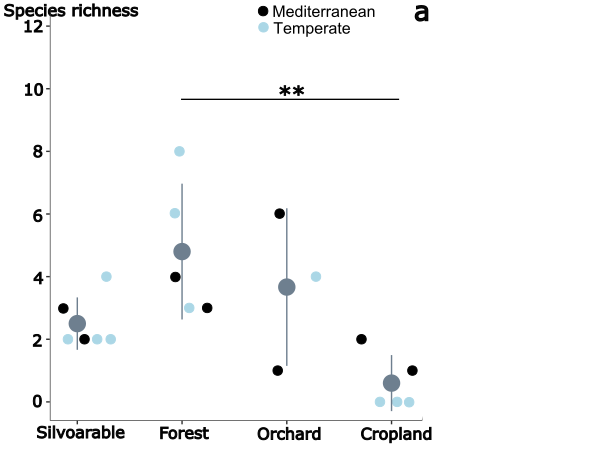 Species richness
Mediterranean
Temperate
a
12
10
**
8
6
4
2
0
Silvoarable Forest Orchard Cropland